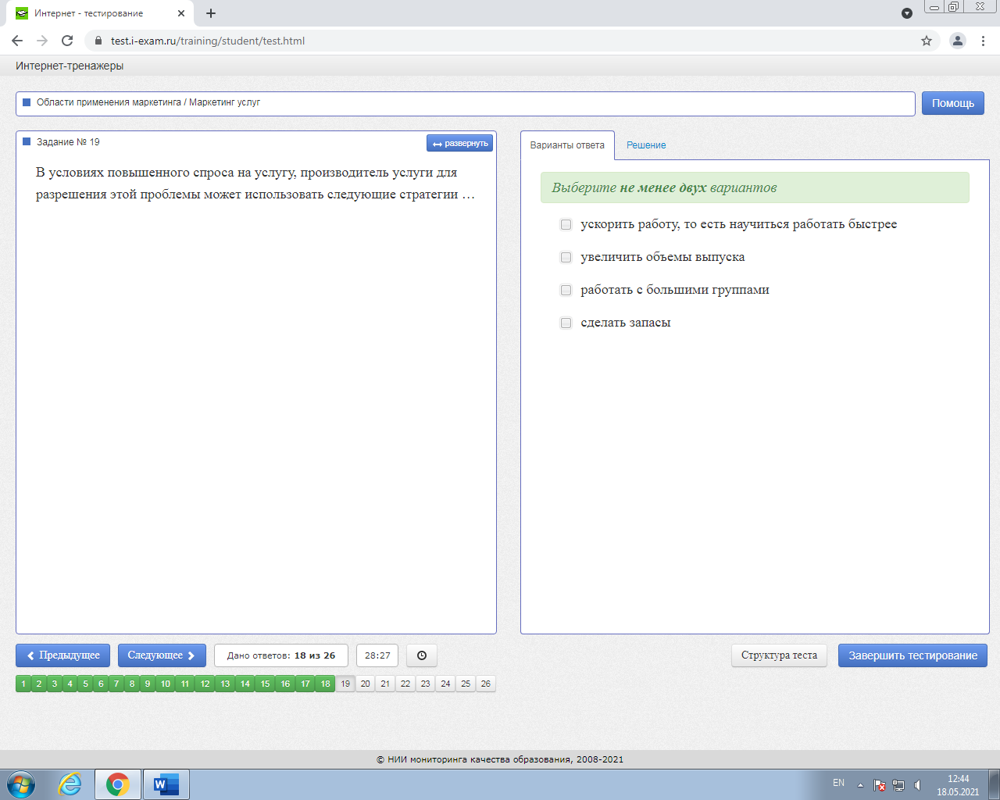 Интернет - тестирование
test.i-exam.ru/training/student/test.html
Интернет-тренажеры
Области применения маркетинга / Маркетинг услуг
Помощь
Задание № 19
развернуть
В условиях повышенного спроса на услугу, производитель услуги для
разрешения этой проблемы может использовать следующие стратегии …
Варианты ответа
Решение
Выберите не менее двух вариантов
ускорить работу, то есть научиться работать быстрее
увеличить объемы выпуска
работать с большими группами
сделать запасы
Предыдущее
Следующее
Дано ответов: 18 из 26
28:27
Структура теста
Завершить тестирование
1 2 3 4 5 6 7 8 9 10 11 12 13 14 15 16 17 18 19 20 21 22 23 24 25 26
© НИИ мониторинга качества образования, 2008-2021
EN
12:44
18.05.2021